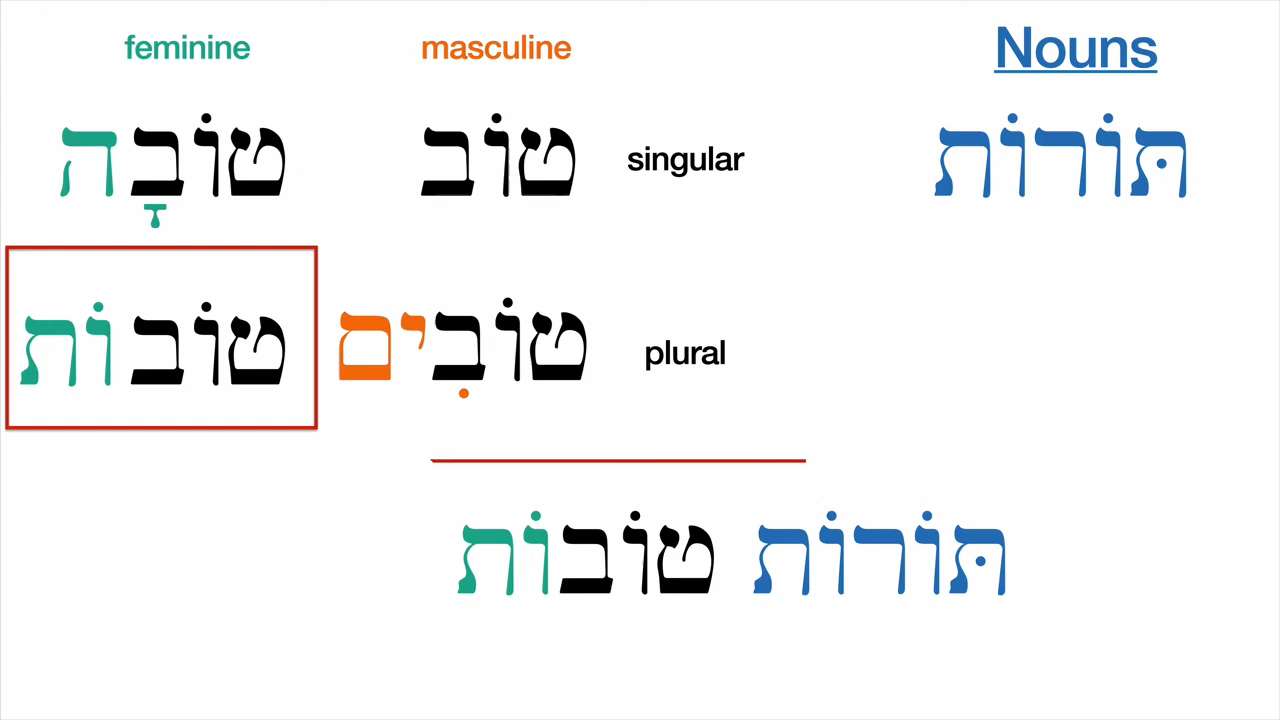 feminine masculine Nouns
טוֹבָה טוֹב singular תּוֹרוֹת
טוֹבוֹת טוֹבִים plural
תּוֹרוֹת טוֹבוֹת